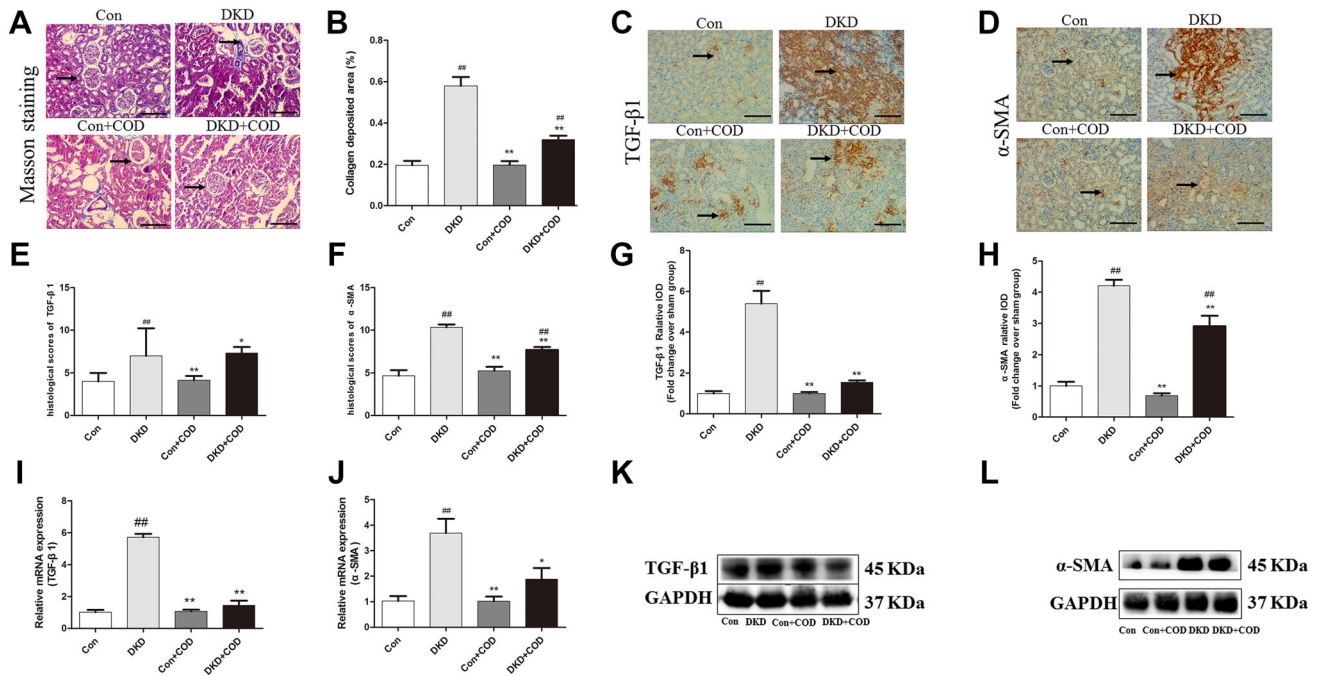 A
Con
DKD
Masson staining
Con+COD
DKD+COD
B
Collagen deposited area (%)
0.8
0.6
0.4
0.2
0.0
##
**
##
**
Con
DKD
Con+COD
DKD+COD
C
Con
DKD
TGF-β1
Con+COD
DKD+COD
D
Con
DKD
α-SMA
Con+COD
DKD+COD
E
histological scores of TGF-β 1
15
10
5
0
##
**
*
Con
DKD
Con+COD
DKD+COD
F
histological scores of α -SMA
15
10
5
0
##
**
##
**
Con
DKD
Con+COD
DKD+COD
G
TGF-β 1 Ralative IOD
(Fold change over sham group)
8
6
4
2
0
##
**
**
Con
DKD
Con+COD
DKD+COD
H
α -SMA ralative IOD
(Fold change over sham group)
5
4
3
2
1
0
##
**
##
**
Con
DKD
Con+COD
DKD+COD
I
Relative mRNA expression
(TGF-β 1)
8
6
4
2
0
##
**
**
Con
DKD
Con+COD
DKD+COD
J
Relative mRNA expression
(α -SMA)
5
4
3
2
1
0
##
**
*
Con
DKD
Con+COD
DKD+COD
K
TGF-β1
45 KDa
GAPDH
37 KDa
Con DKD Con+COD DKD+COD
L
α-SMA
45 KDa
GAPDH
37 KDa
Con Con+COD DKD DKD+COD